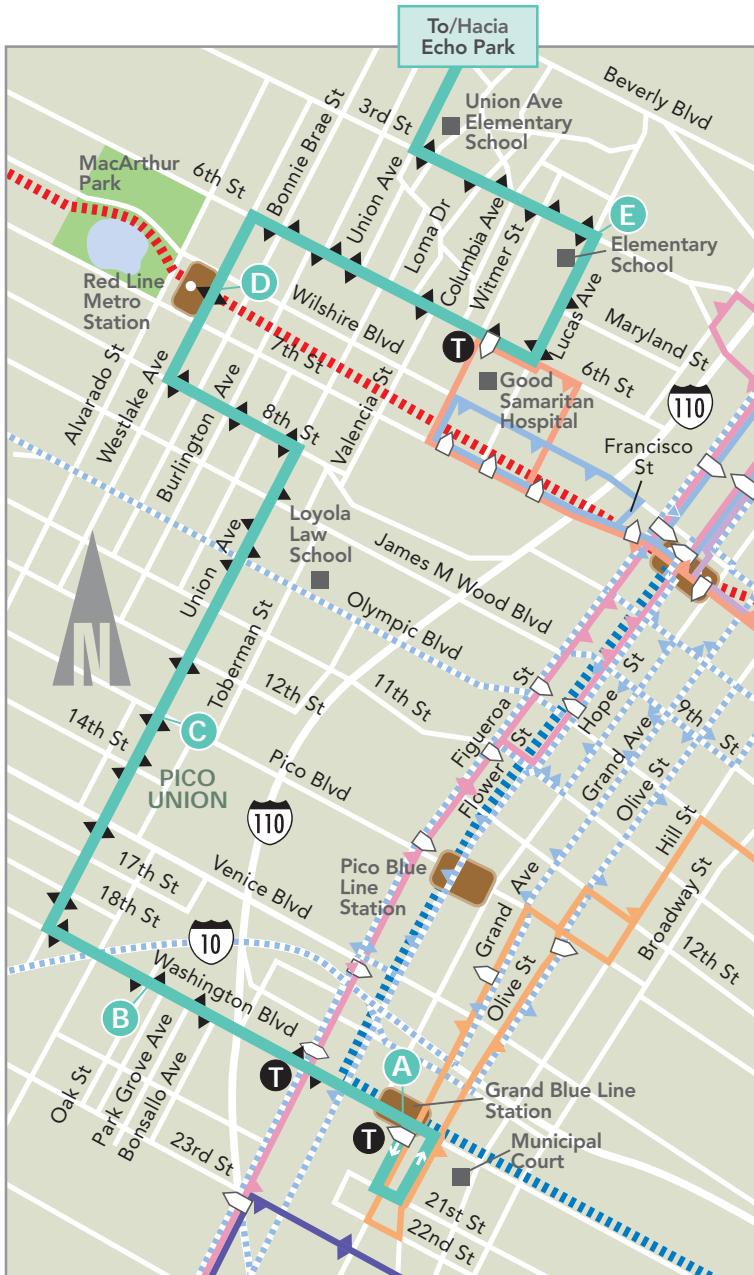 To/Hacia
Echo Park
Beverly Blvd
3rd St
Union Ave
Elementary
School
Bonnie Brae St
MacArthur
Park
6th St
Union Ave
Loma Dr
Columbia Ave
Witmer St
E
Elementary
School
Red Line
Metro
Station
D
Wilshire Blvd
Lucas Ave
Maryland St
T
7th St
6th St
Good
Samaritan
Hospital
110
Alvarado St
Westlake Ave
Burlington Ave
8th St
Valencia St
Francisco
St
Loyola
Law
School
Union Ave
James M Wood Blvd
Olympic Blvd
N
Toberman St
12th St
11th St
Figueroa St
Flower St
Hope St
Grand Ave
Olive St
9th St
14th St
C
PICO
UNION
Pico Blvd
110
Hill St
Broadway St
Pico Blue
Line
Station
17th St
18th St
Venice Blvd
Grand Ave
Olive St
12th St
10
Washington Blvd
B
Oak St
Park Grove Ave
Bonsallo Ave
T
A
Grand Blue Line
Station
T
Municipal
Court
23rd St
21st St
22nd St